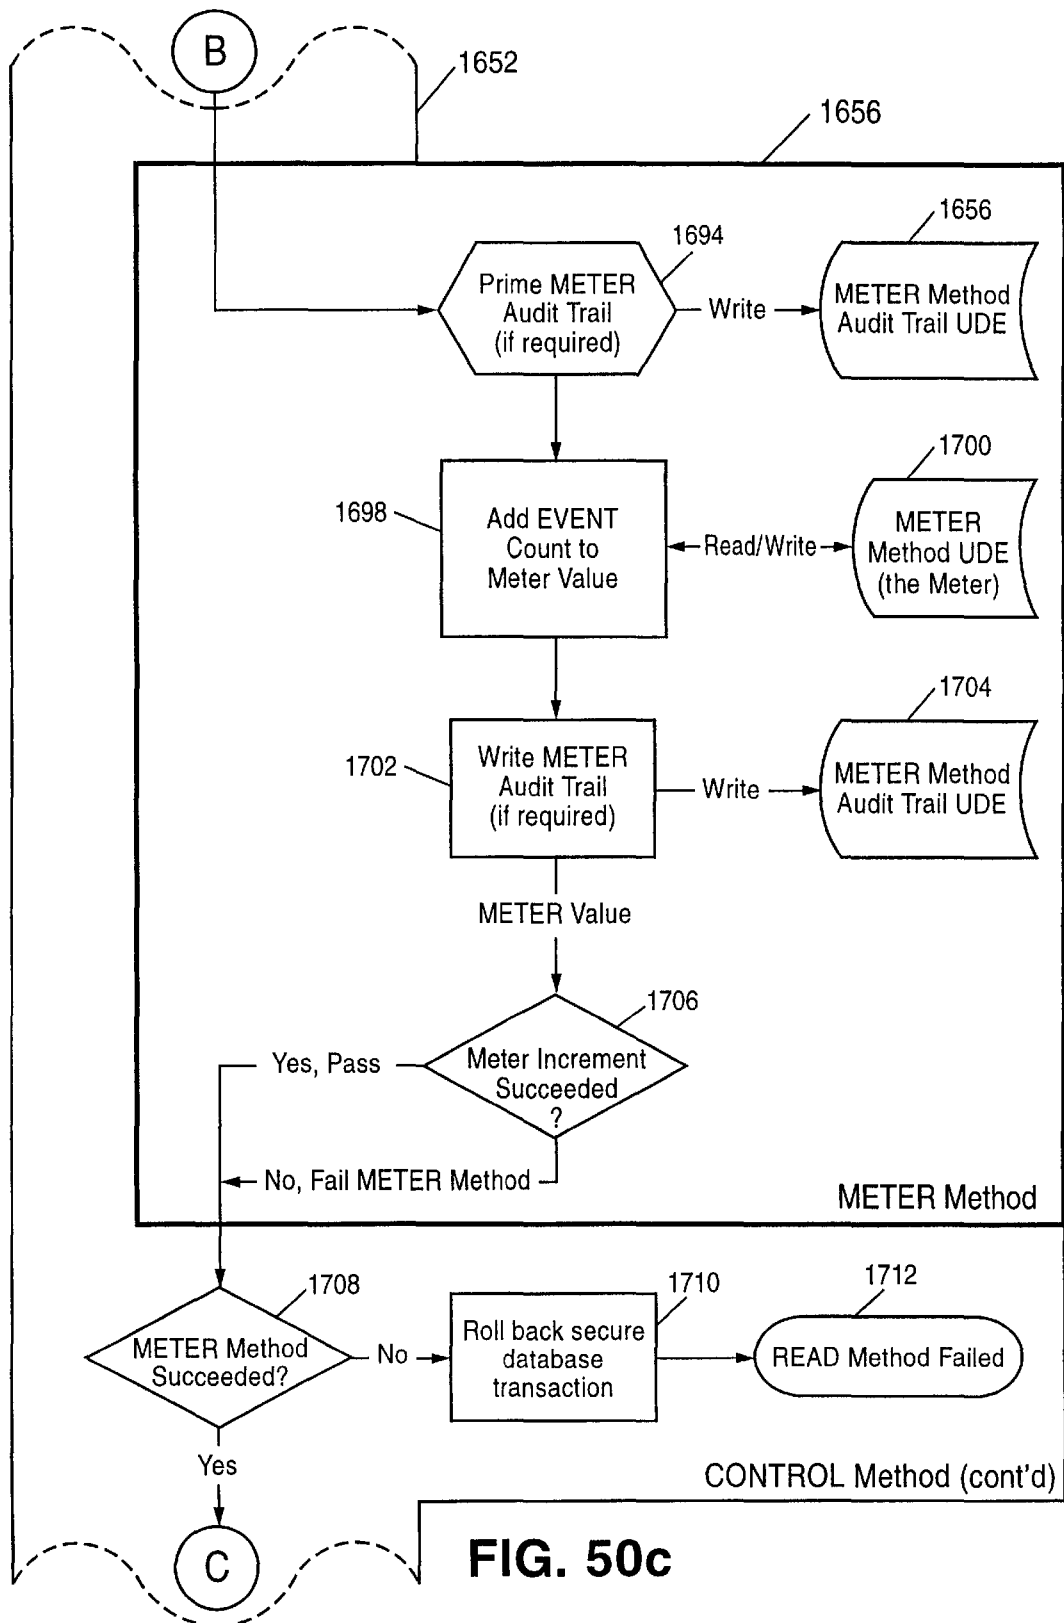 B
1652
1656
1656
1694
Prime METER
Audit Trail
(if required)
Write
METER Method
Audit Trail UDE
1700
1698
Add EVENT
Count to
Meter Value
Read/Write
METER
Method UDE
(the Meter)
1704
1702
Write METER
Audit Trail
(if required)
Write
METER Method
Audit Trail UDE
METER Value
1706
Meter Increment
Succeeded
?
Yes, Pass
No, Fail METER Method
METER Method
1708
METER Method
Succeeded?
No
1710
Roll back secure
database
transaction
1712
READ Method Failed
Yes
CONTROL Method (cont'd)
C
FIG. 50c